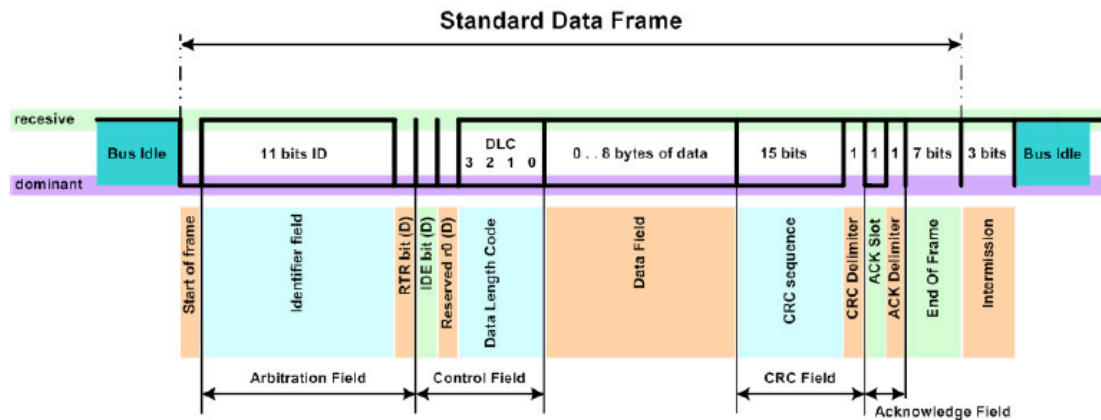 Standard Data Frame
recesive
Bus Idle
11 bits ID
DLC
3 2 1 0
0 . . 8 bytes of data
15 bits
1
1
1
7 bits
3 bits
Bus Idle
dominant
Start of frame
Identifier field
RTR bit (D)
IDE bit (D)
Reserved r0 (D)
Data Length Code
Data Field
CRC sequence
CRC Delimiter
ACK Slot
ACK Delimiter
End Of Frame
Intermission
Arbitration Field
Control Field
CRC Field
Acknowledge Field